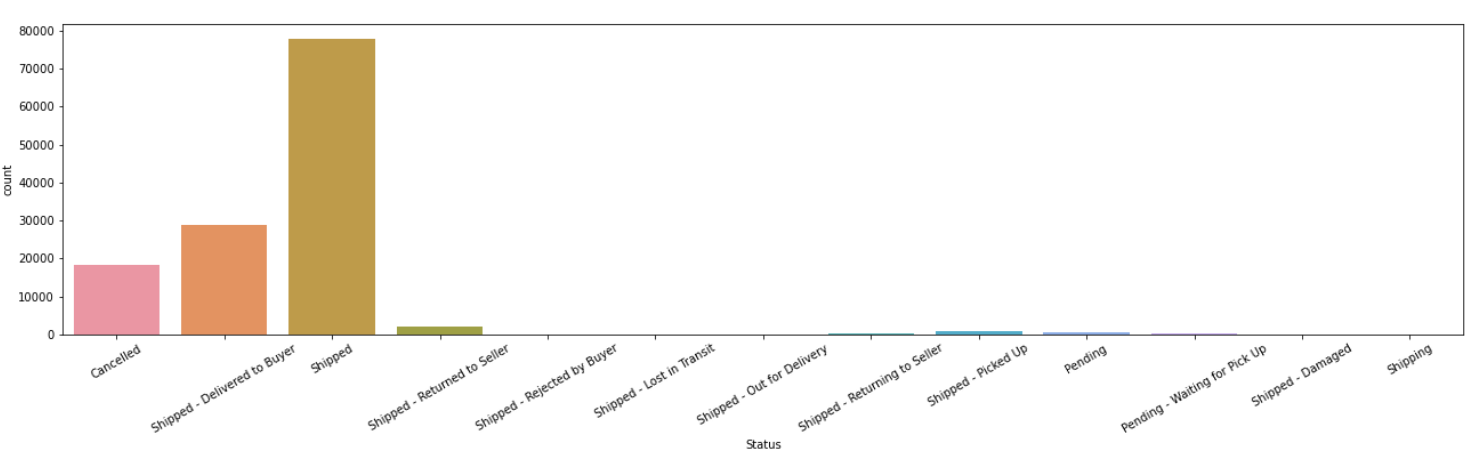 80000
70000
60000
50000
40000
30000
20000
10000
0
count
Cancelled
Shipped - Delivered to Buyer
Shipped
Shipped - Returned to Seller
Shipped - Rejected by Buyer
Shipped - Lost in Transit
Shipped - Out for Delivery
Shipped - Returning to Seller
Shipped - Picked Up
Pending
Pending - Waiting for Pick Up
Shipped - Damaged
Shipping
Status